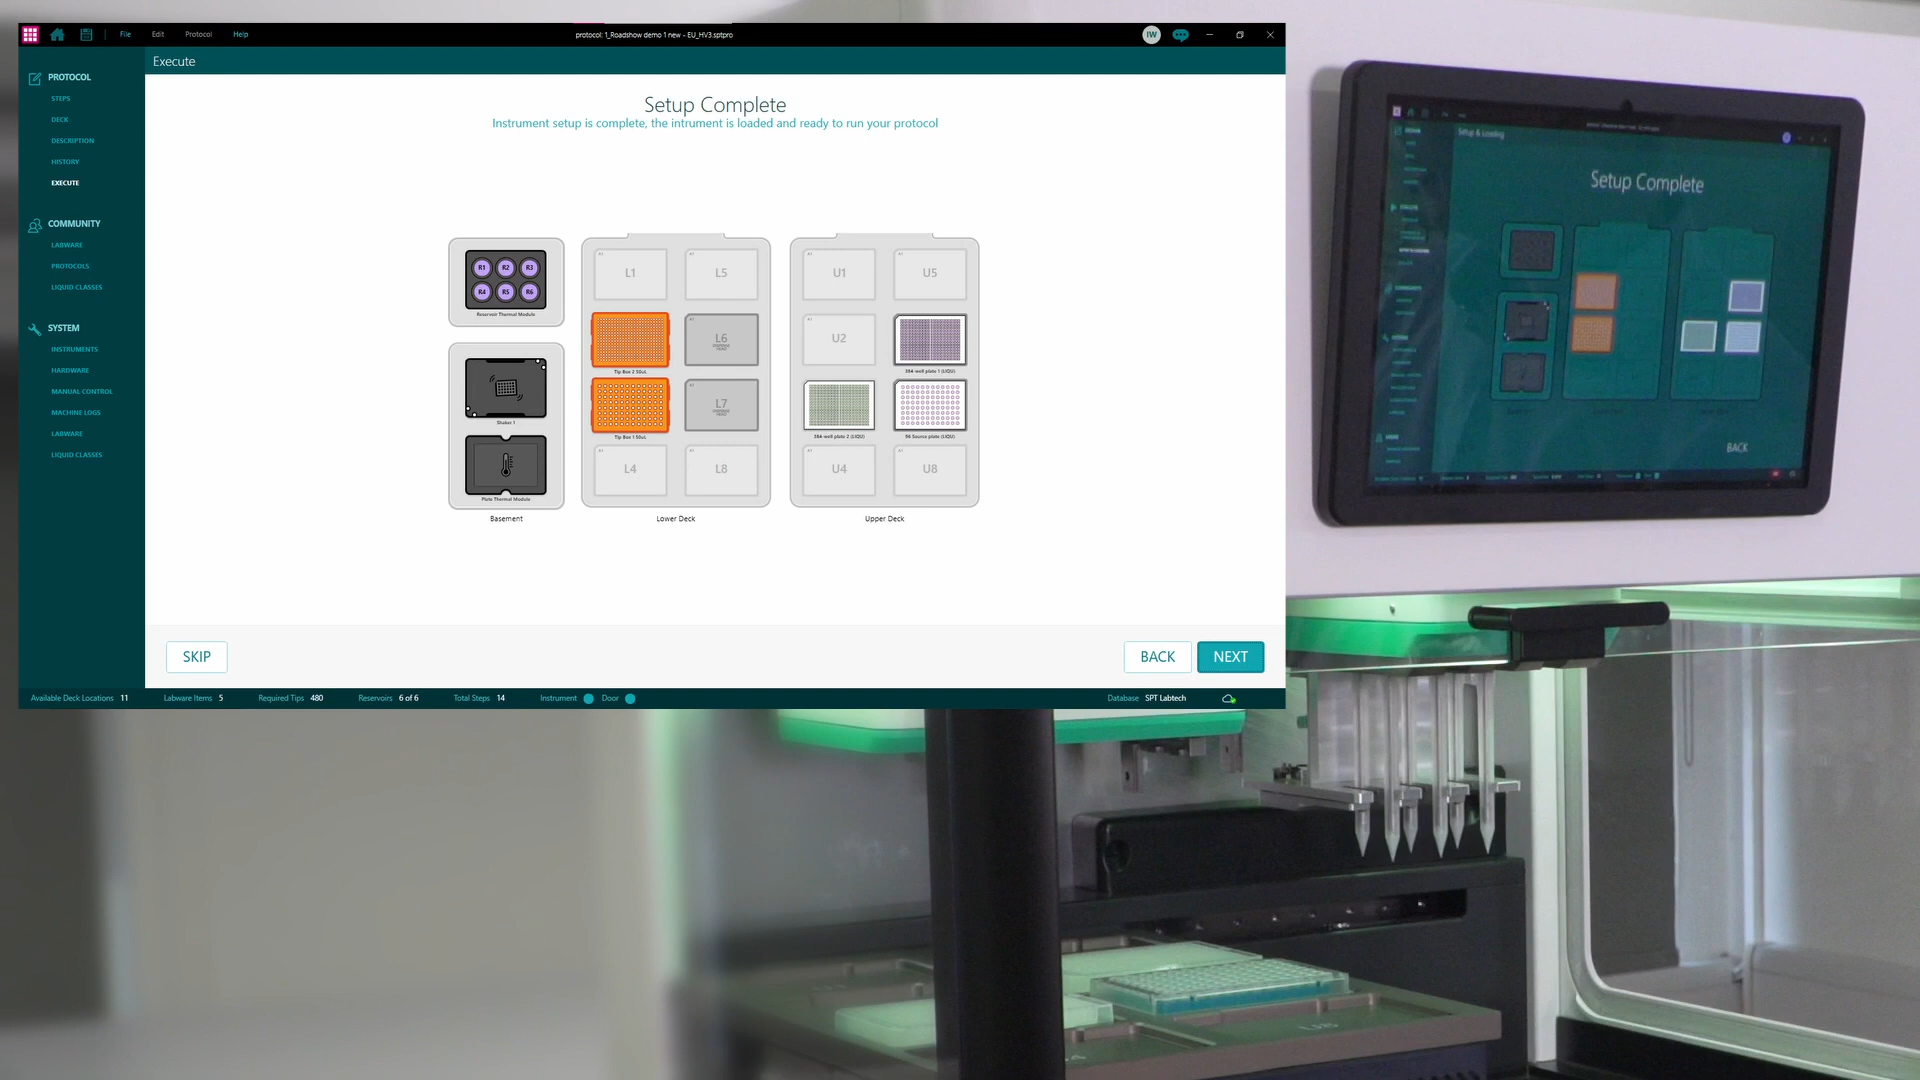 File Edit Protocol Help
protocol: 1_Roadshow demo 1 new - EU_HV3.sptpro
IW
Execute
PROTOCOL
STEPS
DECK
DESCRIPTION
HISTORY
EXECUTE
COMMUNITY
LABWARE
PROTOCOLS
LIQUID CLASSES
SYSTEM
INSTRUMENTS
HARDWARE
MANUAL CONTROL
MACHINE LOGS
LABWARE
LIQUID CLASSES
Setup Complete
Instrument setup is complete, the intrument is loaded and ready to run your protocol
R1 R2 R3
R4 R5 R6
Reservoir Thermal Module
Shaker 1
Plate Thermal Module
Basement
L1 L5
L6
Tip Box 2 50uL
L7
Tip Box 1 50uL
L4 L8
Lower Deck
U1 U5
U2
384-well plate 1 (LIQU)
384-well plate 2 (LIQU)
96 Source plate (LIQU)
U4 U8
Upper Deck
SKIP
BACK
NEXT
Available Deck Locations 11 Labware Items 5 Required Tips 480 Reservoirs 6 of 6 Total Steps 14 Instrument Door Database SPT Labtech
Setup & Loading
Setup Complete
BACK
U8